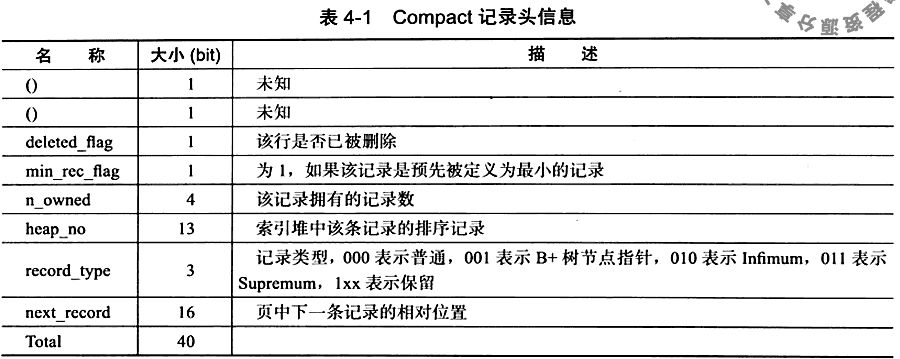 表 4-1 Compact 记录头信息
名 称 大小 (bit) 描 述
() 1 未知
() 1 未知
deleted_flag 1 该行是否已被删除
min_rec_flag 1 为 1，如果该记录是预先被定义为最小的记录
n_owned 4 该记录拥有的记录数
heap_no 13 索引堆中该条记录的排序记录
record_type 3 记录类型，000 表示普通，001 表示 B+ 树节点指针，010 表示 Infimum，011 表示
Supremum，1xx 表示保留
next_record 16 页中下一条记录的相对位置
Total 40
程资源分享